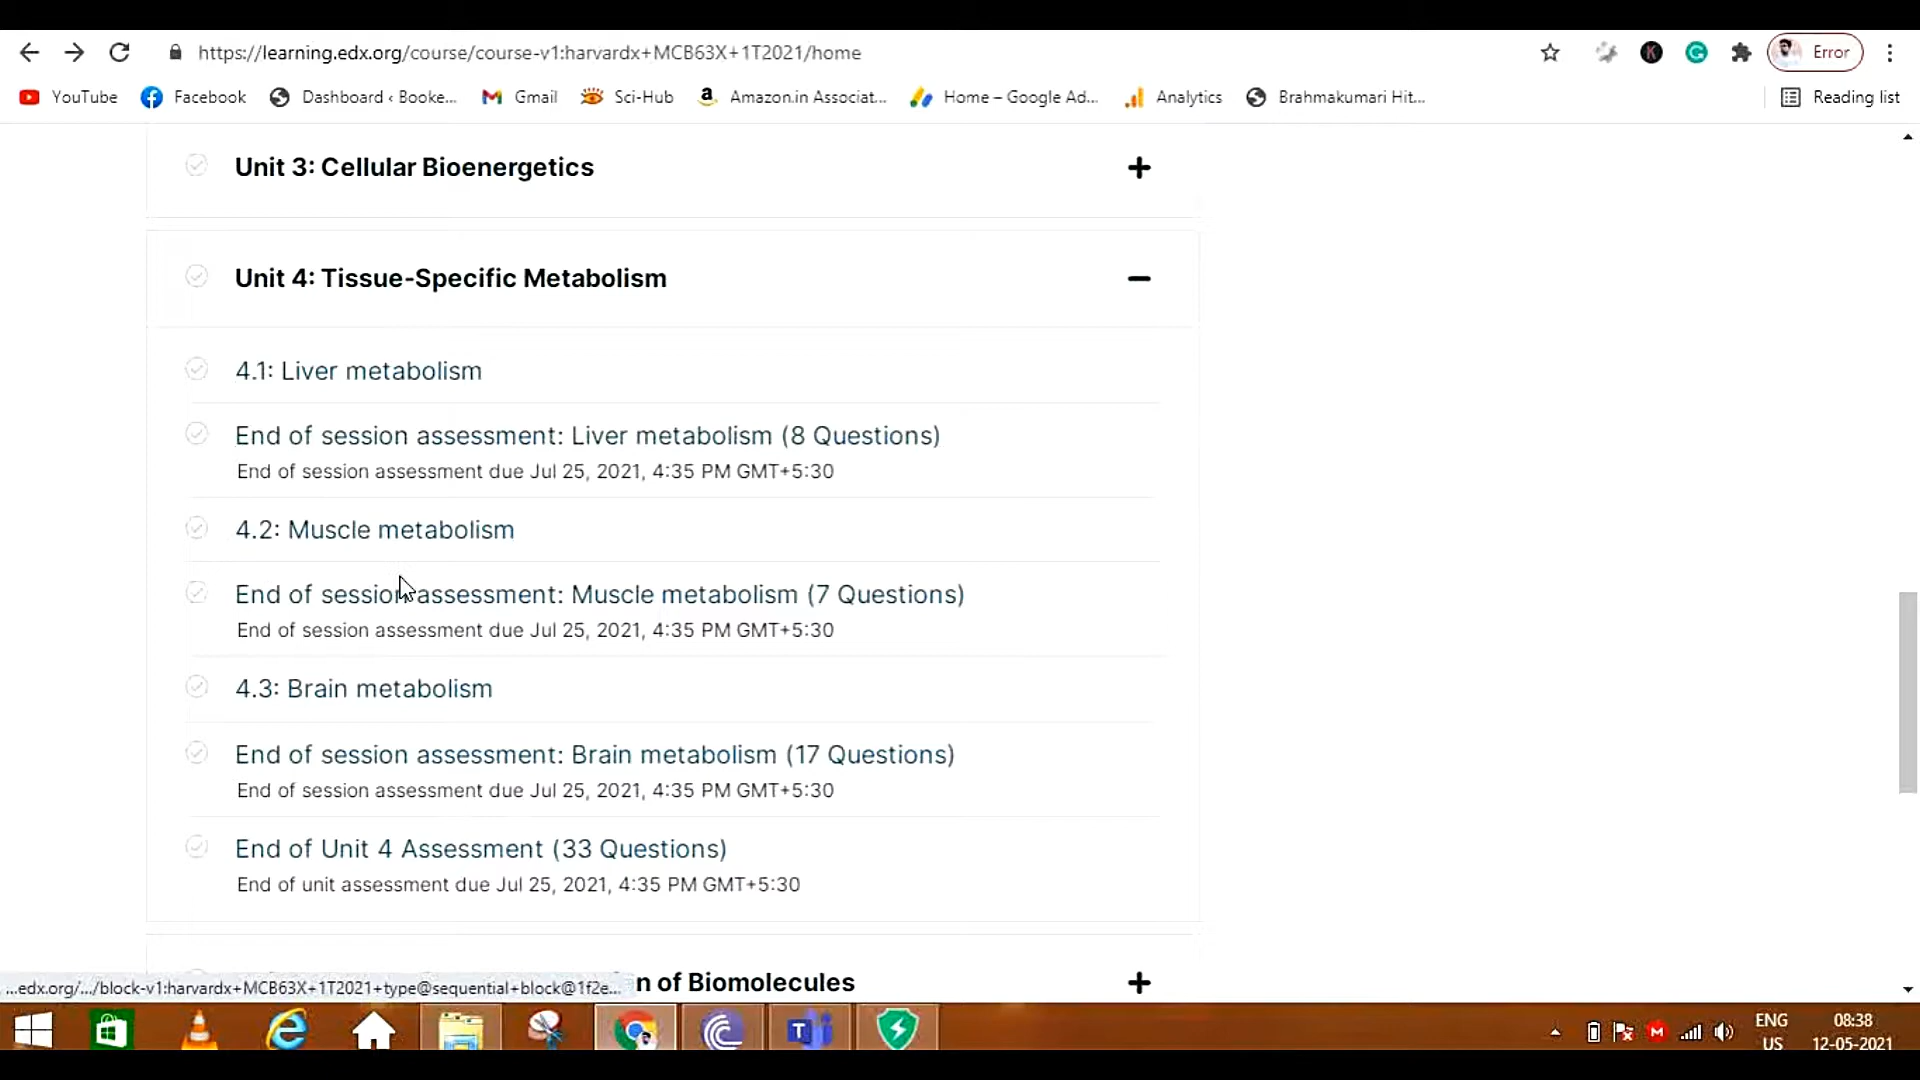 https://learning.edx.org/course/course-v1:harvardx+MCB63X+1T2021/home
Error
YouTube
Facebook
Dashboard ‹ Booke...
Gmail
Sci-Hub
Amazon.in Associat...
Home – Google Ad...
Analytics
Brahmakumari Hit...
Reading list
Unit 3: Cellular Bioenergetics
Unit 4: Tissue-Specific Metabolism
4.1: Liver metabolism
End of session assessment: Liver metabolism (8 Questions)
End of session assessment due Jul 25, 2021, 4:35 PM GMT+5:30
4.2: Muscle metabolism
End of session assessment: Muscle metabolism (7 Questions)
End of session assessment due Jul 25, 2021, 4:35 PM GMT+5:30
4.3: Brain metabolism
End of session assessment: Brain metabolism (17 Questions)
End of session assessment due Jul 25, 2021, 4:35 PM GMT+5:30
End of Unit 4 Assessment (33 Questions)
End of unit assessment due Jul 25, 2021, 4:35 PM GMT+5:30
n of Biomolecules
...edx.org/.../block-v1:harvardx+MCB63X+1T2021+type@sequential+block@1f2e...
ENG
US
08:38
12-05-2021